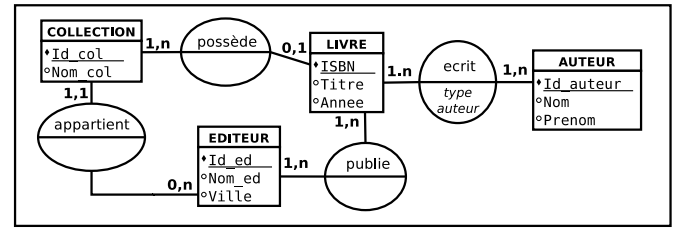 COLLECTION
Id_col
Nom_col
1,n
possède
0,1
LIVRE
ISBN
Titre
Annee
1.n
ecrit
type
auteur
1,n
AUTEUR
Id_auteur
Nom
Prenom
1,1
appartient
0,n
EDITEUR
Id_ed
Nom_ed
Ville
1,n
publie
1,n